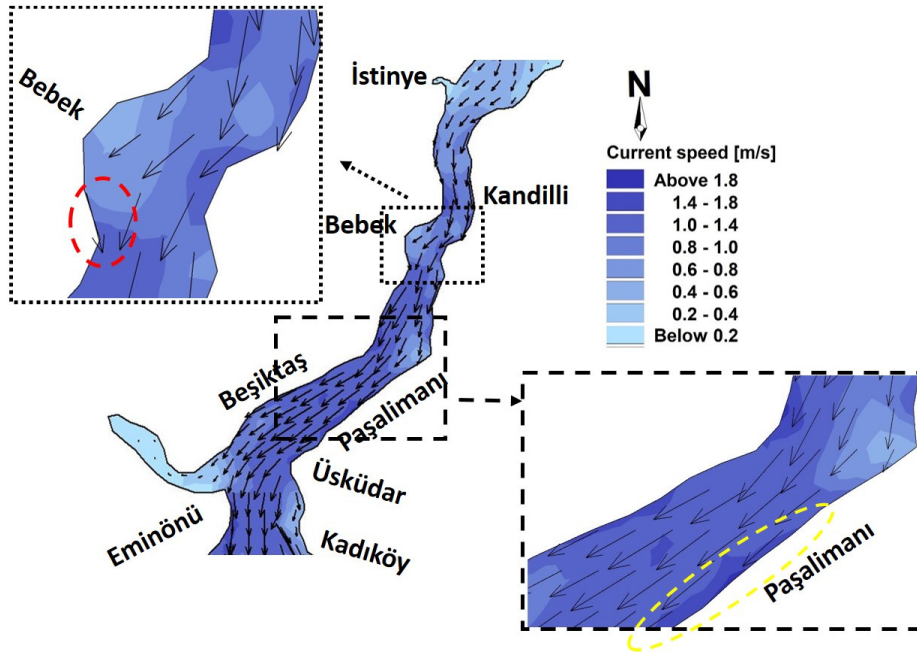 Bebek
İstinye
N
Current speed [m/s]
Above 1.8
1.4 - 1.8
1.0 - 1.4
0.8 - 1.0
0.6 - 0.8
0.4 - 0.6
0.2 - 0.4
Below 0.2
Kandilli
Bebek
Beşiktaş
Paşalimanı
Üsküdar
Eminönü
Kadıköy
Paşalimanı